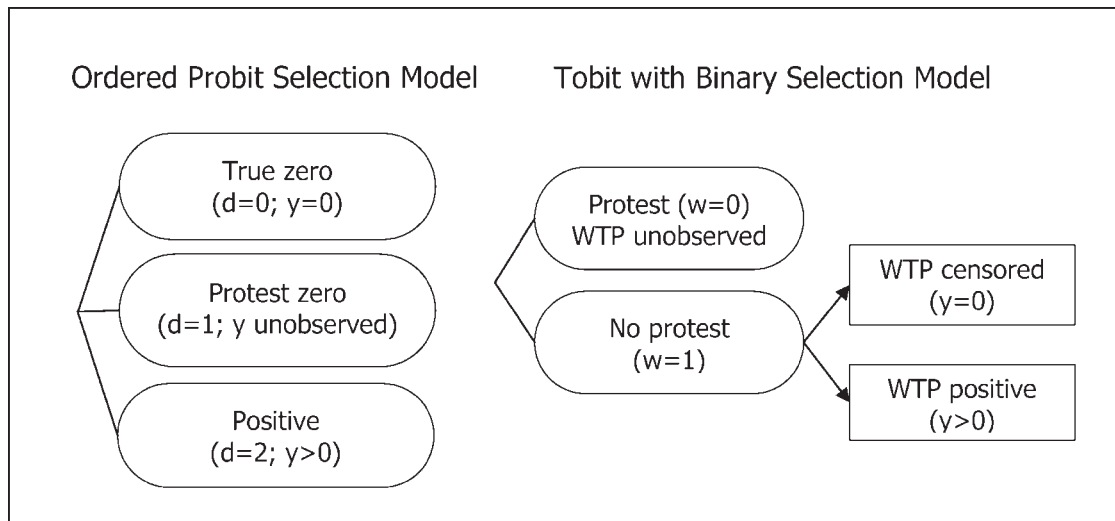 Ordered Probit Selection Model
True zero
(d=0; y=0)
Protest zero
(d=1; y unobserved)
Positive
(d=2; y>0)
Tobit with Binary Selection Model
Protest (w=0)
WTP unobserved
No protest
(w=1)
WTP censored
(y=0)
WTP positive
(y>0)